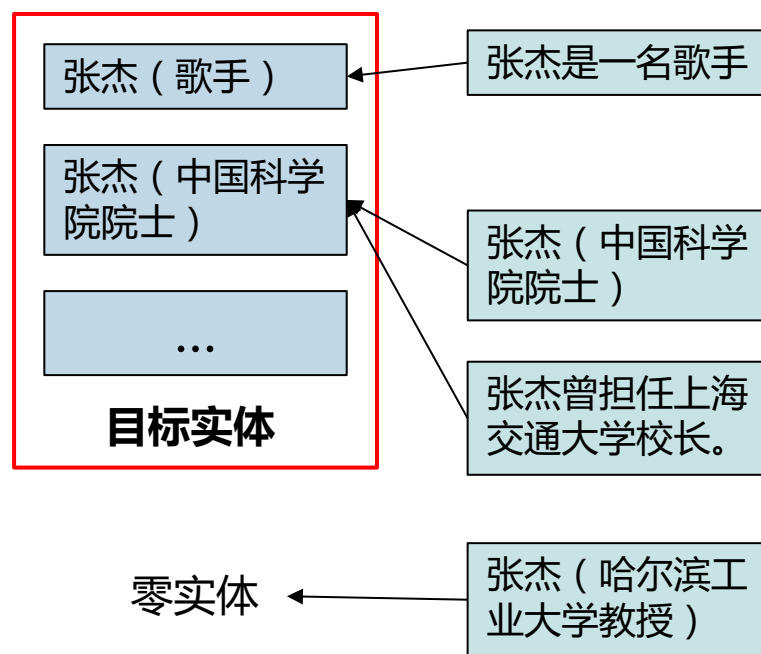 张杰（歌手）
张杰（中国科学
院院士）
...
目标实体
零实体
张杰是一名歌手
张杰（中国科学
院院士）
张杰曾担任上海
交通大学校长。
张杰（哈尔滨工
业大学教授）